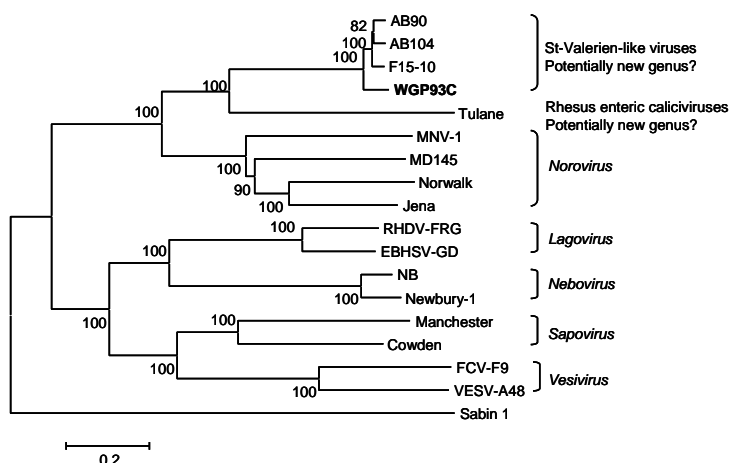 82
AB90
100
AB104
100
F15-10
WGP93C
St-Valerien-like viruses
Potentially new genus?
100
Tulane
Rhesus enteric caliciviruses
Potentially new genus?
100
MNV-1
100
MD145
90
Norwalk
100
Jena
Norovirus
100
RHDV-FRG
EBHSV-GD
Lagovirus
100
NB
100
Newbury-1
Nebovirus
100
100
Manchester
Cowden
Sapovirus
100
FCV-F9
100
VESV-A48
Vesivirus
Sabin 1
0.2